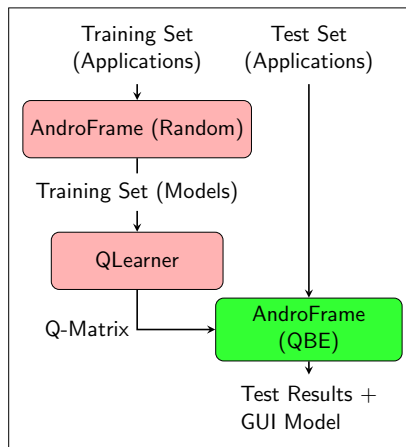 Training Set
(Applications)
Test Set
(Applications)
AndroFrame (Random)
Training Set (Models)
QLearner
Q-Matrix
AndroFrame
(QBE)
Test Results +
GUI Model